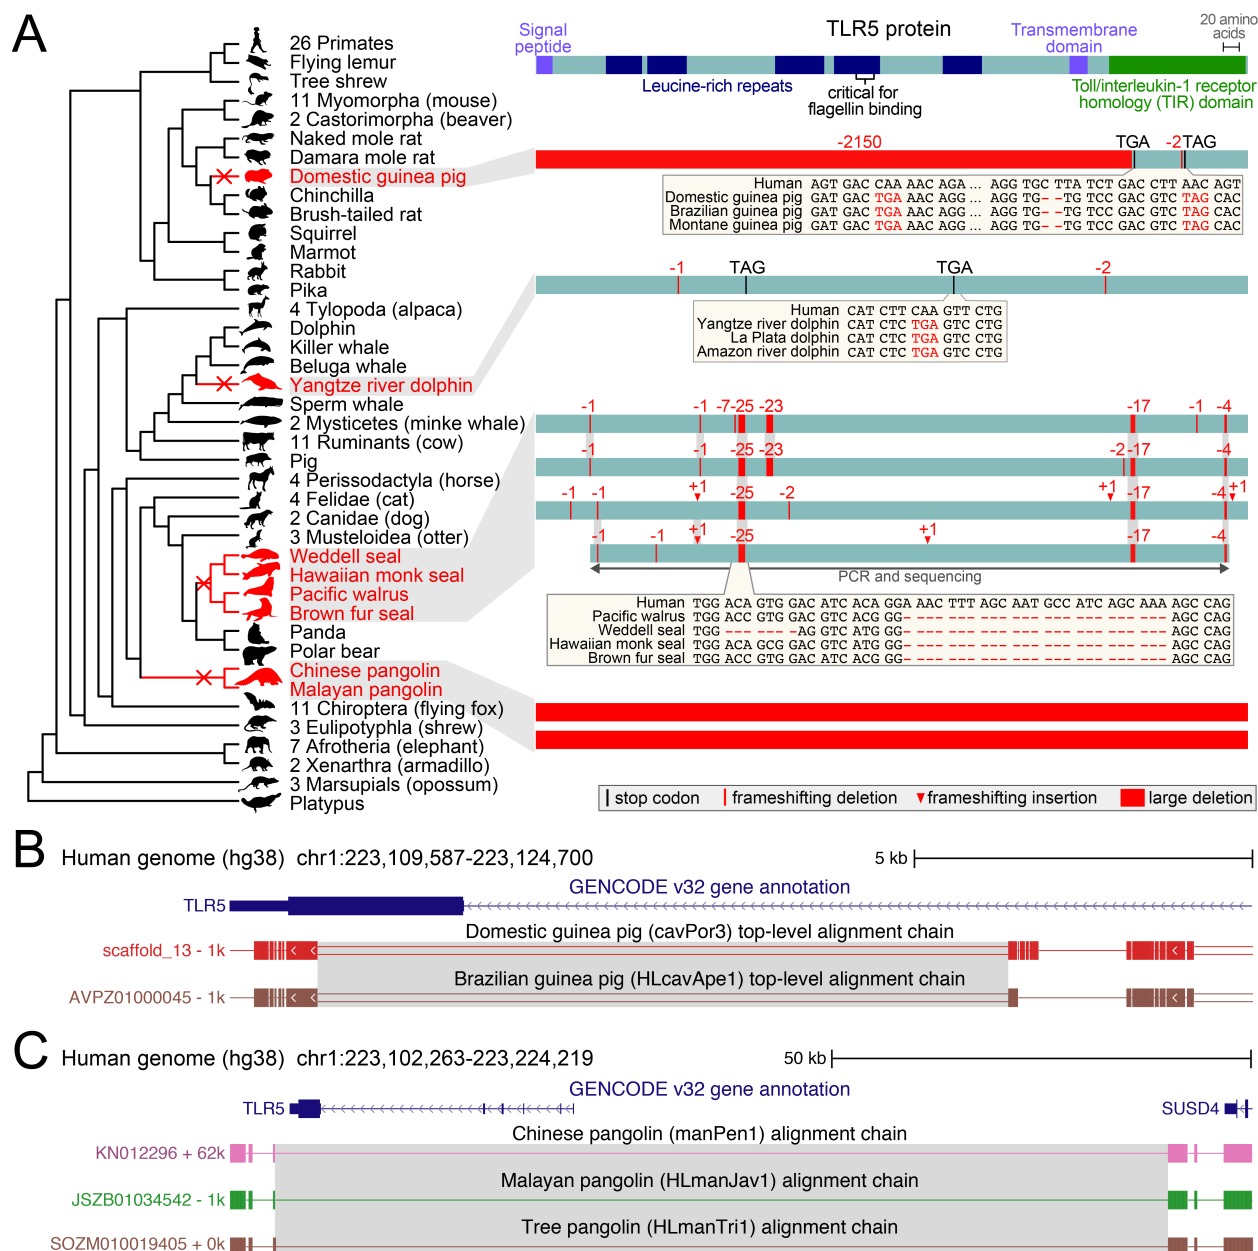 A
26 Primates
Flying lemur
Tree shrew
11 Myomorpha (mouse)
2 Castorimorpha (beaver)
Naked mole rat
Damara mole rat
Domestic guinea pig
Chinchilla
Brush-tailed rat
Squirrel
Marmot
Rabbit
Pika
4 Tylopoda (alpaca)
Dolphin
Killer whale
Beluga whale
Yangtze river dolphin
Sperm whale
2 Mysticetes (minke whale)
11 Ruminants (cow)
Pig
4 Perissodactyla (horse)
4 Felidae (cat)
2 Canidae (dog)
3 Musteloidea (otter)
Weddell seal
Hawaiian monk seal
Pacific walrus
Brown fur seal
Panda
Polar bear
Chinese pangolin
Malayan pangolin
11 Chiroptera (flying fox)
3 Eulipotyphla (shrew)
7 Afrotheria (elephant)
2 Xenarthra (armadillo)
3 Marsupials (opossum)
Platypus
TLR5 protein
20 amino
acids
Signal
peptide
Transmembrane
domain
Leucine-rich repeats
critical for
flagellin binding
Toll/interleukin-1 receptor
homology (TIR) domain
-2150 TGA -2 TAG
Human AGT GAC CAA AAC AGA... AGG TGC TTA TCT GAC CTT AAC AGT
Domestic guinea pig GAT GAC TGA AAC AGG... AGG TG- -TG TCC GAC GTC TAG CAC
Brazilian guinea pig GAT GAC TGA AAC AGG... AGG TG- -TG TCC GAC GTC TAG CAC
Montane guinea pig GAT GAC TGA AAC AGG... AGG TG- -TG TCC GAC GTC TAG CAC
-1 TAG TGA -2
Human CAT CTT CAA GTT CTG
Yangtze river dolphin CAT CTC TGA GTC CTG
La Plata dolphin CAT CTC TGA GTC CTG
Amazon river dolphin CAT CTC TGA GTC CTG
-1 -1 -7 -25 -23 -17 -1 -4
-1 -1 -25 -23 -2 -17 -4
-1 -1 +1 -25 -2 +1 -17 -4 +1
-1 -1 +1 -25 +1 -17 -4
PCR and sequencing
Human TGG ACA GTG GAC ATC ACA GGA AAC TTT AGC AAT GCC ATC AGC AAA AGC CAG
Pacific walrus TGG ACC GTG GAC ATC ACG GG- --- --- --- --- --- --- --- --- AGC CAG
Weddell seal TGG --- --- -AG GTC ATG GG- --- --- --- --- --- --- --- --- AGC CAG
Hawaiian monk seal TGG ACA GCG GAC GTC ATG GG- --- --- --- --- --- --- --- --- AGC CAG
Brown fur seal TGG ACC GTG GAC ATC ACG GG- --- --- --- --- --- --- --- --- AGC CAG
stop codon frameshifting deletion frameshifting insertion large deletion
B
Human genome (hg38) chr1:223,109,587-223,124,700
5 kb
GENCODE v32 gene annotation
TLR5
Domestic guinea pig (cavPor3) top-level alignment chain
scaffold_13 - 1k
Brazilian guinea pig (HLcavApe1) top-level alignment chain
AVPZ01000045 - 1k
C
Human genome (hg38) chr1:223,102,263-223,224,219
50 kb
GENCODE v32 gene annotation
TLR5
SUSD4
Chinese pangolin (manPen1) alignment chain
KN012296 + 62k
Malayan pangolin (HLmanJav1) alignment chain
JSZB01034542 - 1k
Tree pangolin (HLmanTri1) alignment chain
SOZM010019405 + 0k